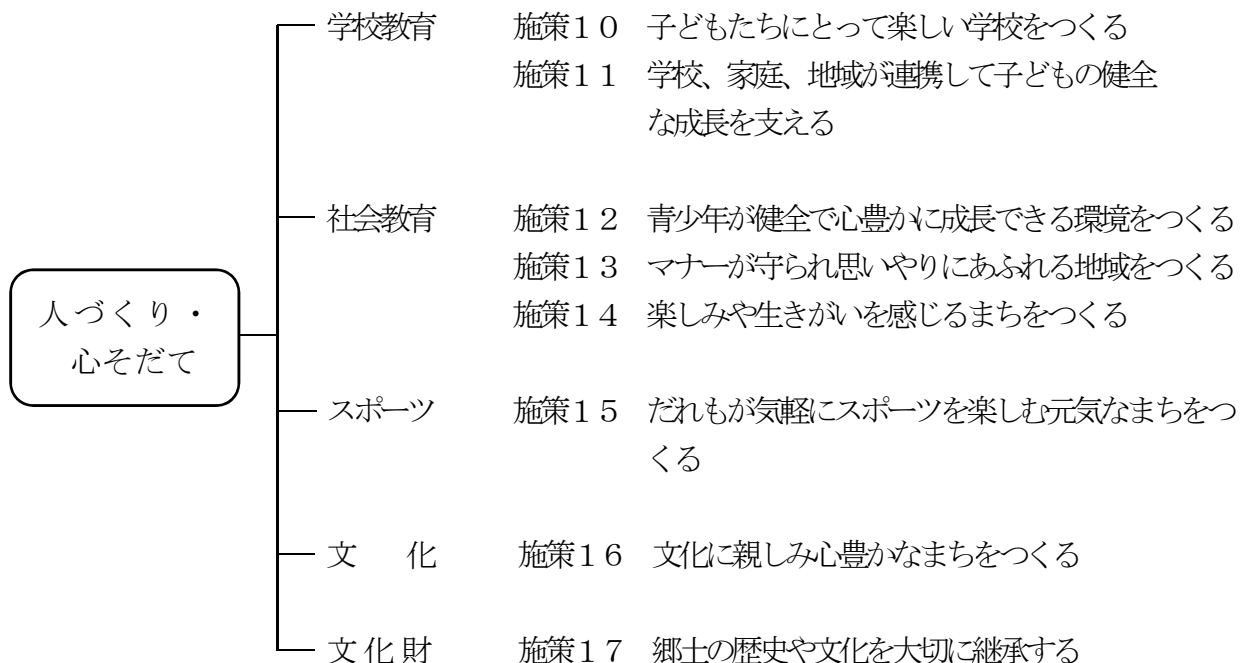 学校教育 施策10 子どもたちにとって楽しい学校をつくる
施策11 学校、家庭、地域が連携して子どもの健全
な成長を支える
社会教育 施策12 青少年が健全で心豊かに成長できる環境をつくる
施策13 マナーが守られ思いやりにあふれる地域をつくる
施策14 楽しみや生きがいを感じるまちをつくる
人づくり・
心そだて
スポーツ 施策15 だれもが気軽にスポーツを楽しむ元気なまちをつ
くる
文 化 施策16 文化に親しみ心豊かなまちをつくる
文化財 施策17 郷土の歴史や文化を大切に継承する